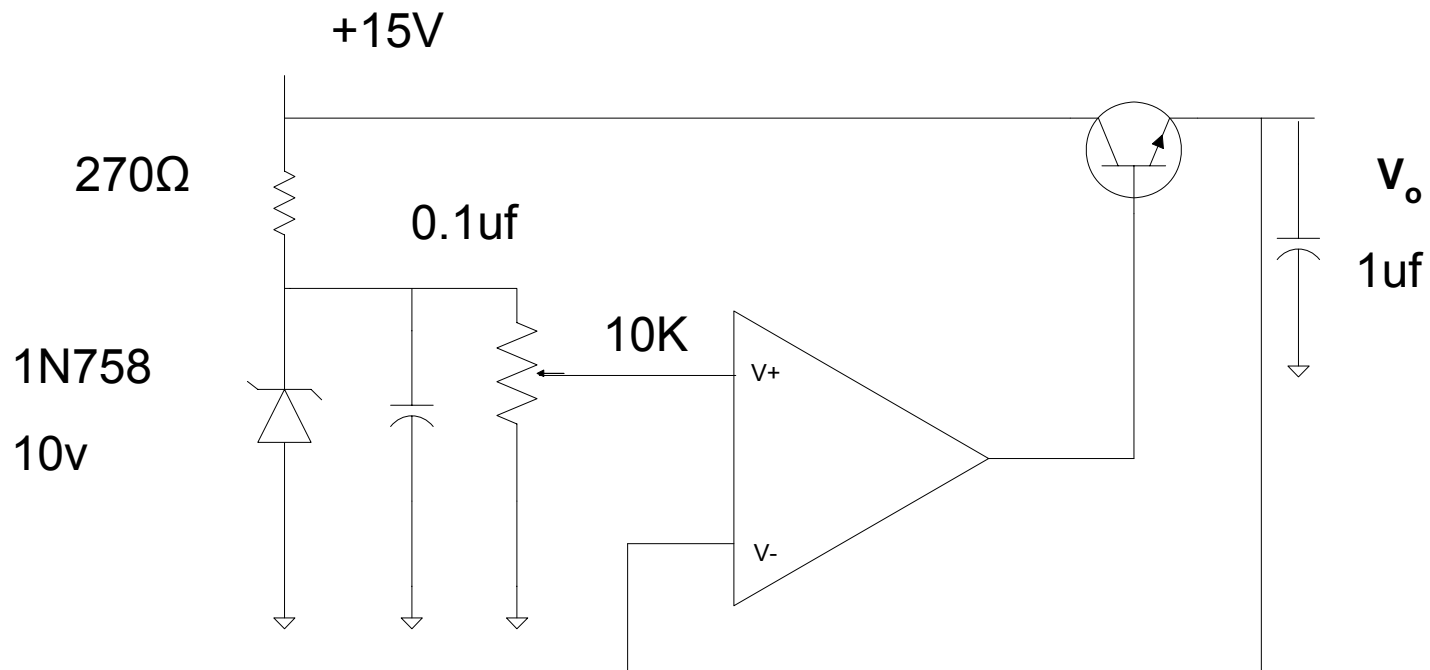 +15V
270Ω
0.1uf
Vo
1uf
10K
1N758
V+
10v
V-